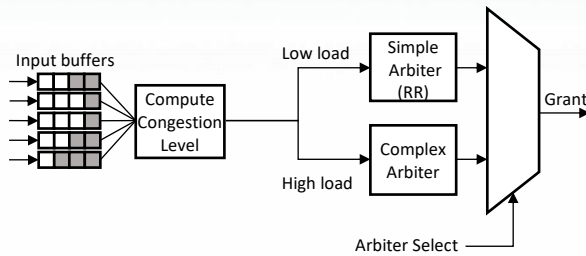 Input buffers
Compute
Congestion
Level
Low load
High load
Simple
Arbiter
(RR)
Complex
Arbiter
Grant
Arbiter Select